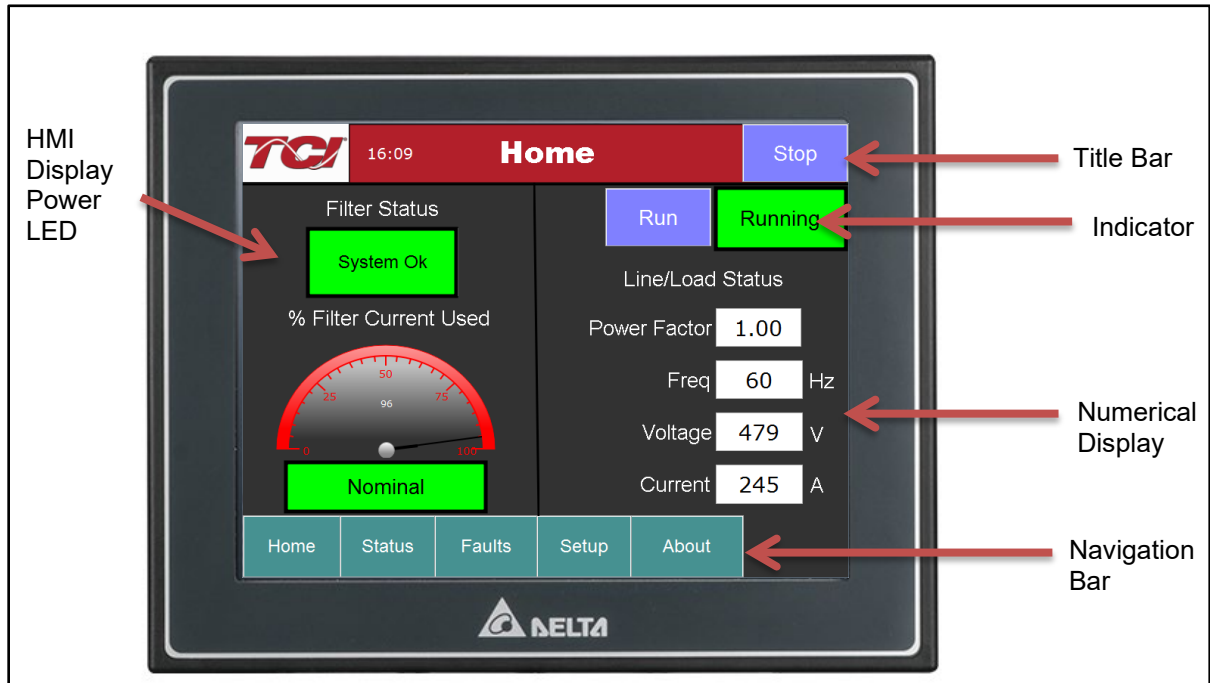 HMI
Display
Power
LED
TCI
16:09
Home
Stop
Title Bar
Filter Status
Run
Running
Indicator
System Ok
Line/Load Status
% Filter Current Used
Power Factor 1.00
0
25
50
75
100
96
Freq 60 Hz
Voltage 479 V
Current 245 A
Numerical
Display
Nominal
Home
Status
Faults
Setup
About
Navigation
Bar
DELTA